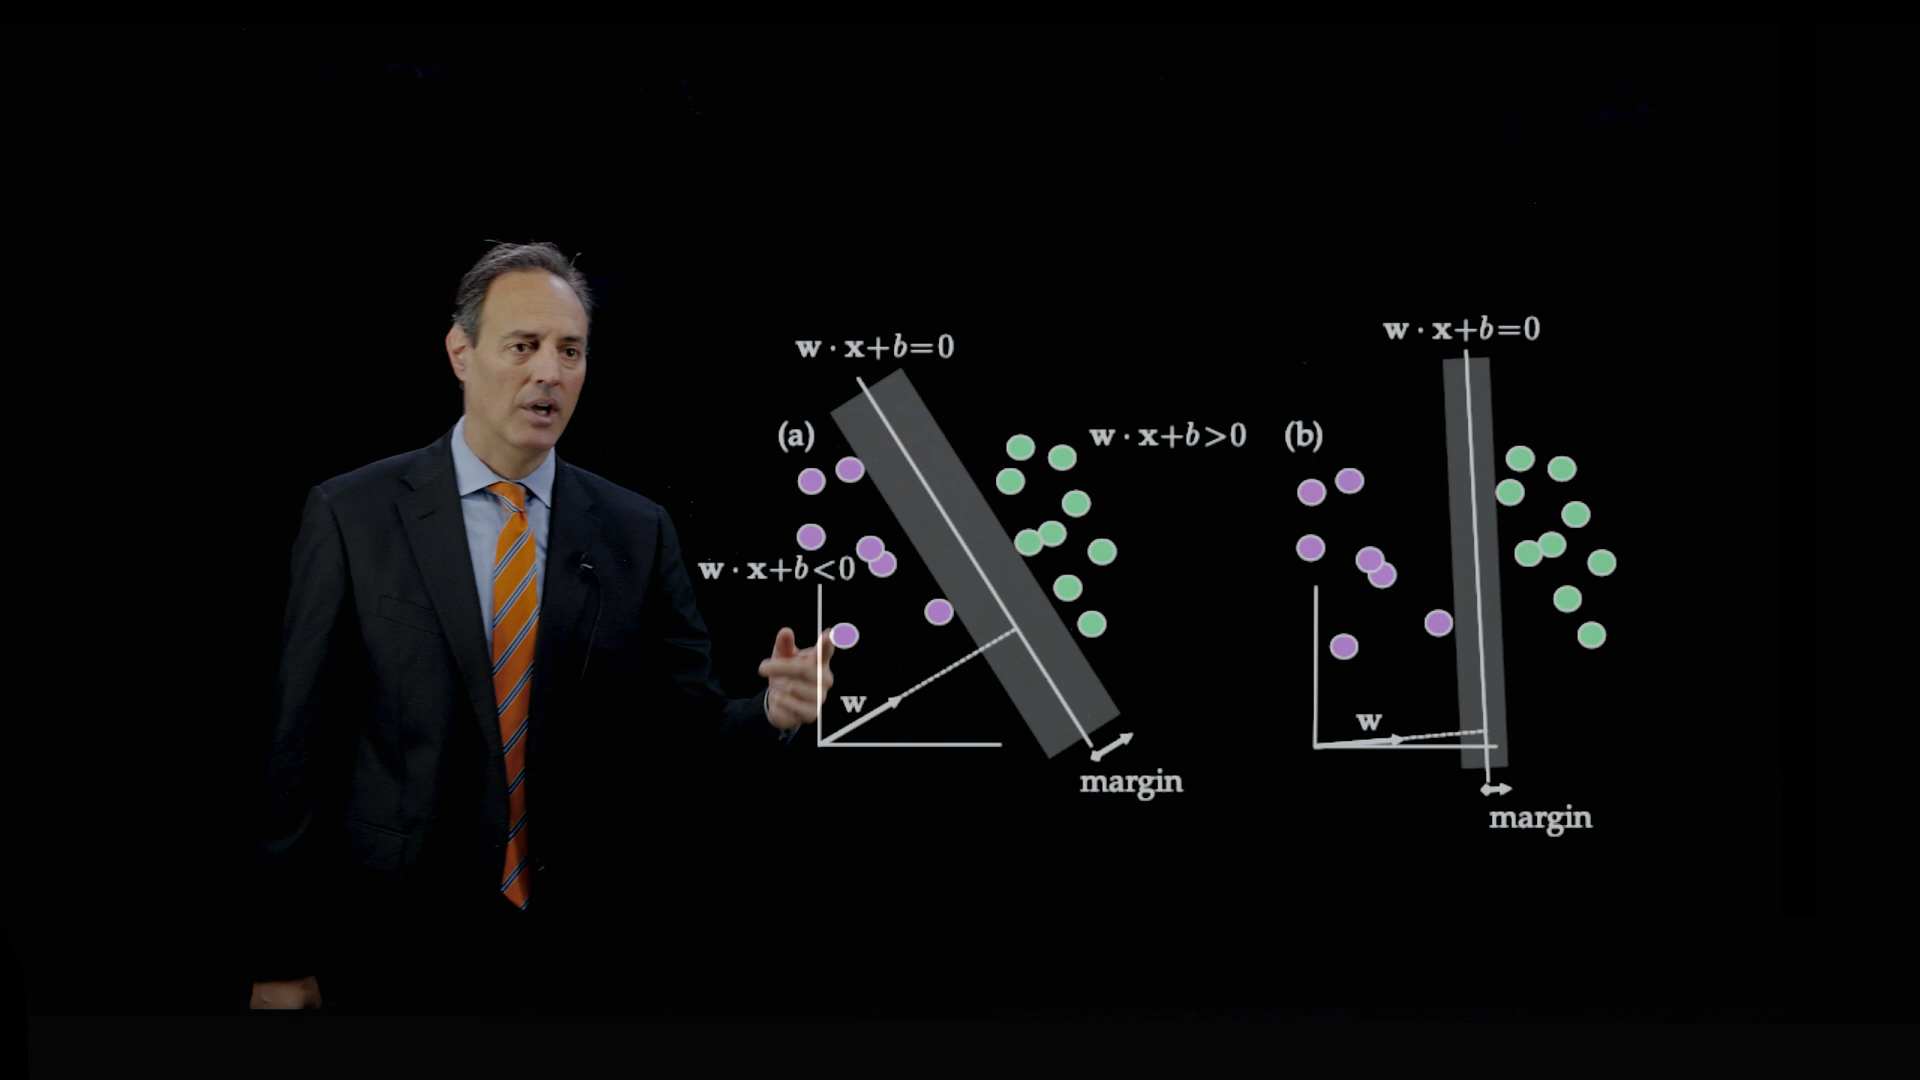 w · x+b=0
(a)
w · x+b>0
w · x+b<0
w
margin
w · x+b=0
(b)
w
margin